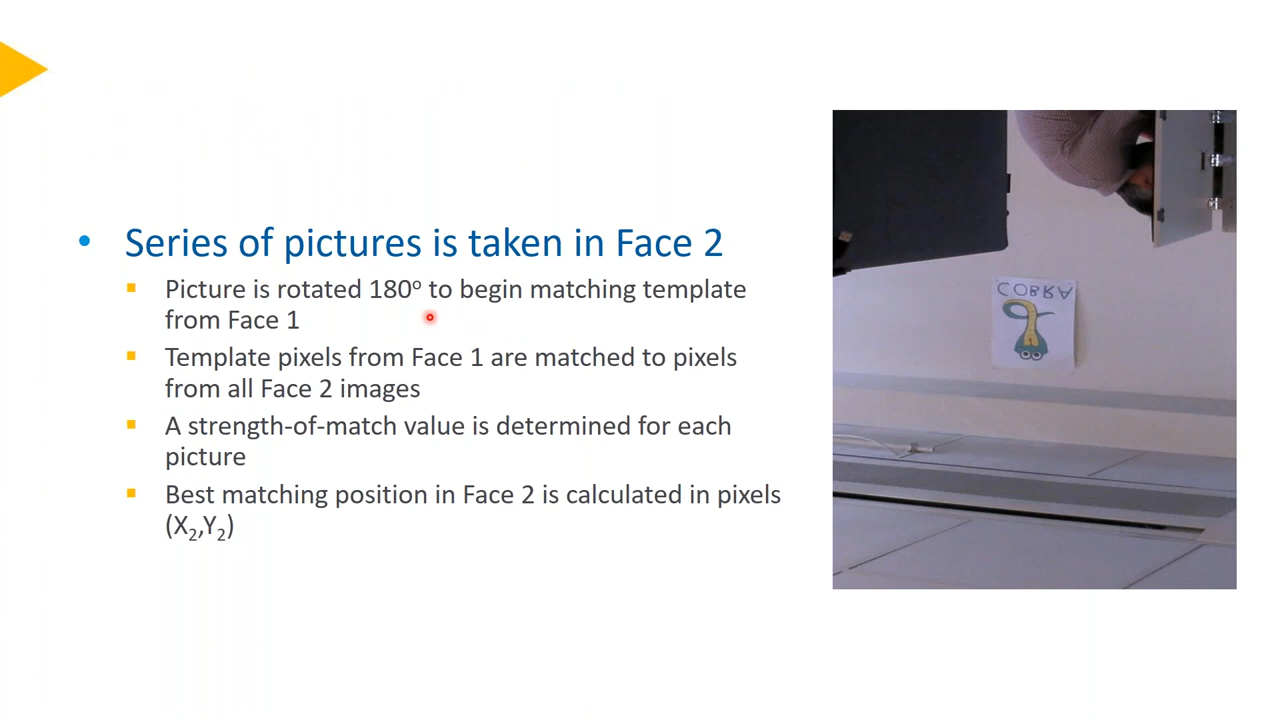 • Series of pictures is taken in Face 2
▪ Picture is rotated 180º to begin matching template
from Face 1
▪ Template pixels from Face 1 are matched to pixels
from all Face 2 images
▪ A strength-of-match value is determined for each
picture
▪ Best matching position in Face 2 is calculated in pixels
(X₂,Y₂)
COBRA